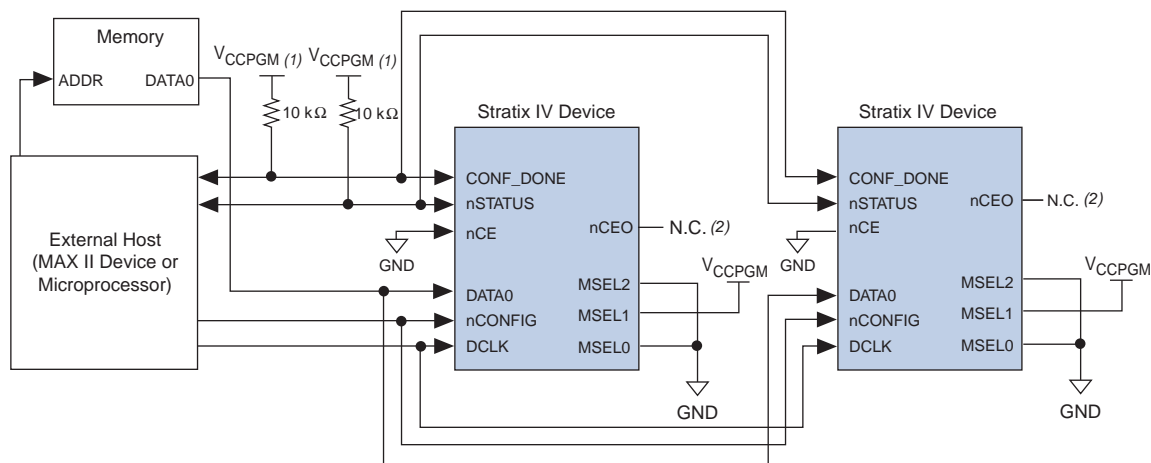 Memory
ADDR DATA0
VCCPGM (1) VCCPGM (1)
10 kΩ 10 kΩ
External Host
(MAX II Device or
Microprocessor)
Stratix IV Device
CONF_DONE
nSTATUS
nCE
GND
DATA0
nCONFIG
DCLK
nCEO N.C. (2)
MSEL2
MSEL1
MSEL0
VCCPGM
GND
Stratix IV Device
CONF_DONE
nSTATUS
nCE
GND
DATA0
nCONFIG
DCLK
nCEO N.C. (2)
MSEL2
MSEL1
MSEL0
VCCPGM
GND